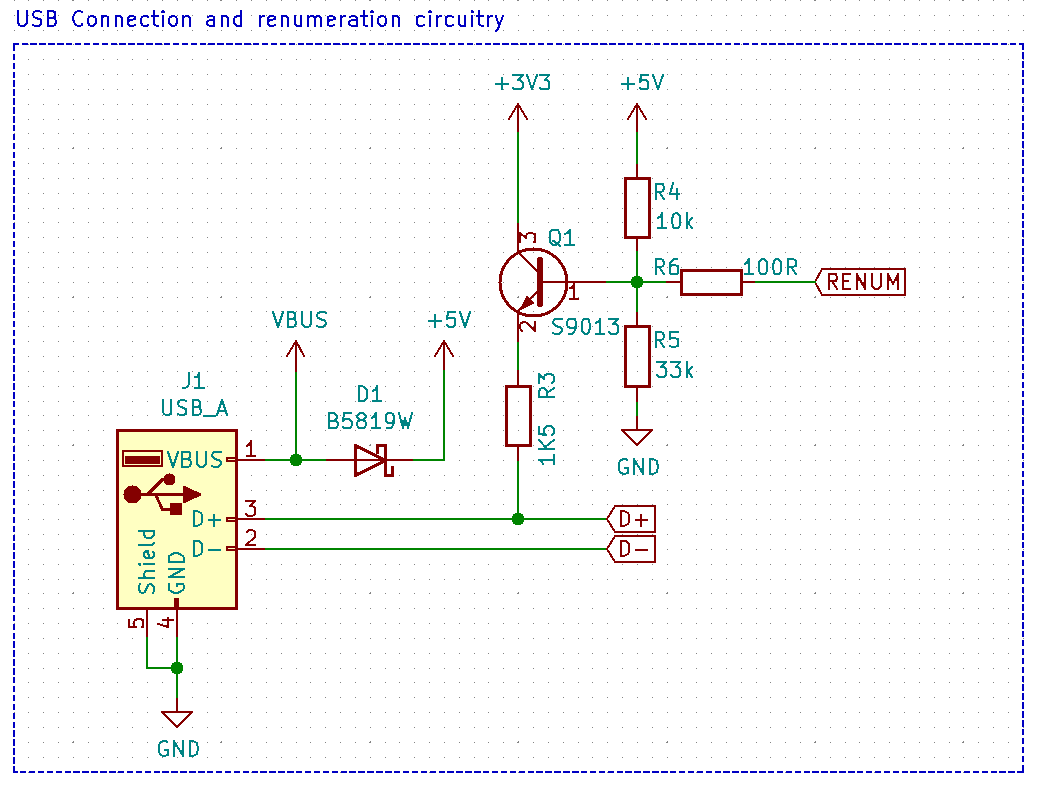 USB Connection and renumeration circuitry
+3V3
+5V
R4
10k
3
Q1
R6
100R
RENUM
1
2
S9013
VBUS
+5V
R5
33k
R3
1K5
J1
USB_A
D1
B5819W
GND
VBUS
1
D+
3
D+
D-
2
D-
Shield
GND
5
4
GND